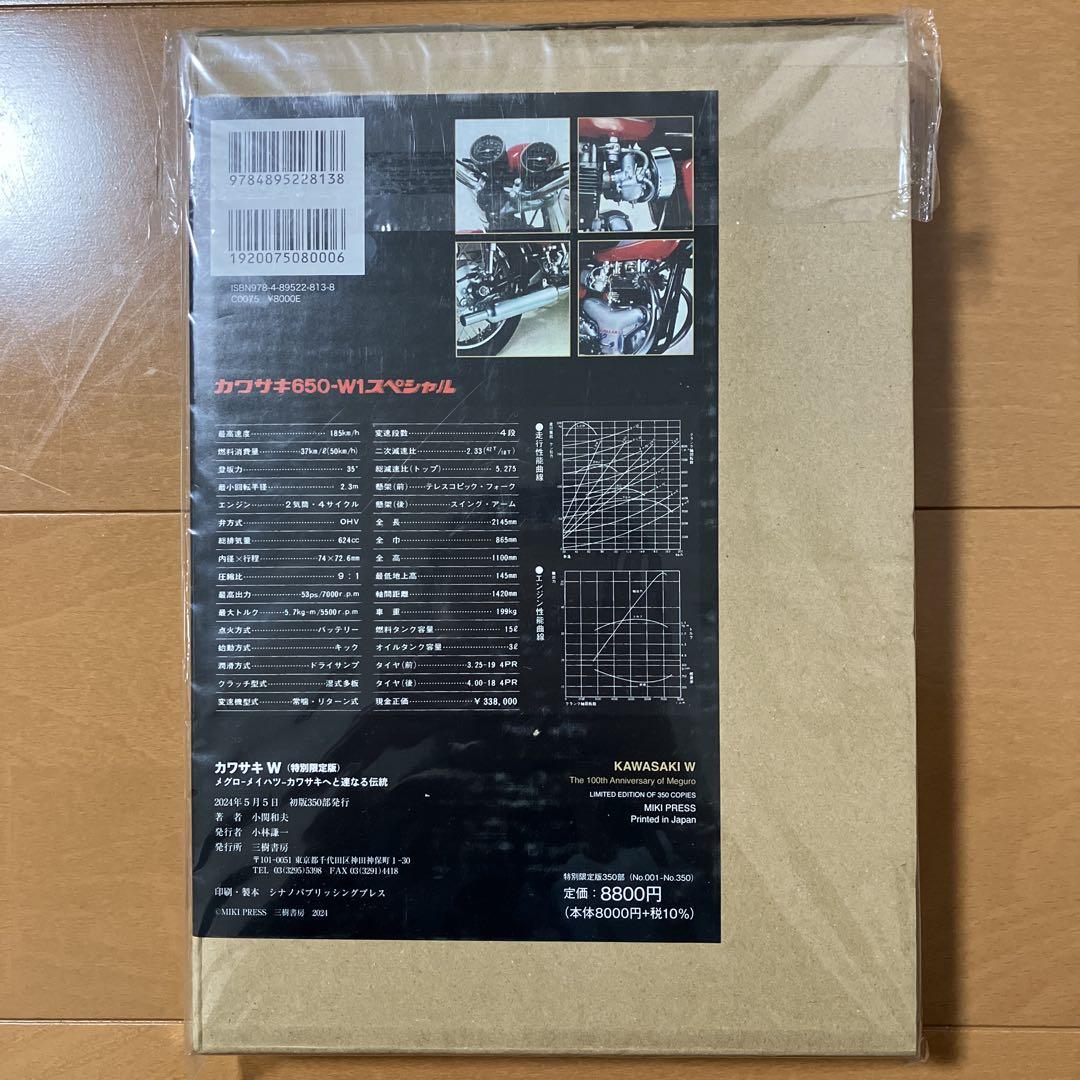 9784895228138
1920075080006
ISBN978-4-89522-813-8
C0075 ¥8000E
カワサキ650-W1スペシャル
最高速度 185km/h
燃料消費量 37km/ℓ(50km/h)
登坂力 35°
最小回転半径 2.3m
エンジン 2気筒・4サイクル
弁方式 OHV
総排気量 624cc
内径×行程 74×72.6mm
圧縮比 9:1
最高出力 53ps/7000r.p.m
最大トルク 5.7kg-m/5500r.p.m
点火方式 バッテリー
始動方式 キック
潤滑方式 ドライサンプ
クラッチ型式 湿式多板
変速機型式 常噛・リターン式
変速段数 4段
二次減速比 2.33(42T/18T)
総減速比(トップ) 5.275
懸架(前) テレスコピック・フォーク
懸架(後) スイング・アーム
全長 2145mm
全巾 865mm
全高 1100mm
最低地上高 145mm
軸間距離 1420mm
車重 199kg
燃料タンク容量 15ℓ
オイルタンク容量 3ℓ
タイヤ(前) 3.25-19 4PR
タイヤ(後) 4.00-18 4PR
現金正価 ¥338,000
●走行性能曲線
●エンジン性能曲線
カワサキ W(特別限定版)
メグロ-メイハツ-カワサキへと連なる伝統
2024年5月5日 初版350部発行
著者 小関和夫
発行者 小林謙一
発行所 三樹書房
〒101-0051 東京都千代田区神田神保町1-30
TEL 03(3295)5398 FAX 03(3291)4418
印刷・製本 シナノパブリッシングプレス
©MIKI PRESS 三樹書房 2024
KAWASAKI W
The 100th Anniversary of Meguro
LIMITED EDITION OF 350 COPIES
MIKI PRESS
Printed in Japan
特別限定版350部(No.001-No.350)
定価:8800円
(本体8000円+税10%)